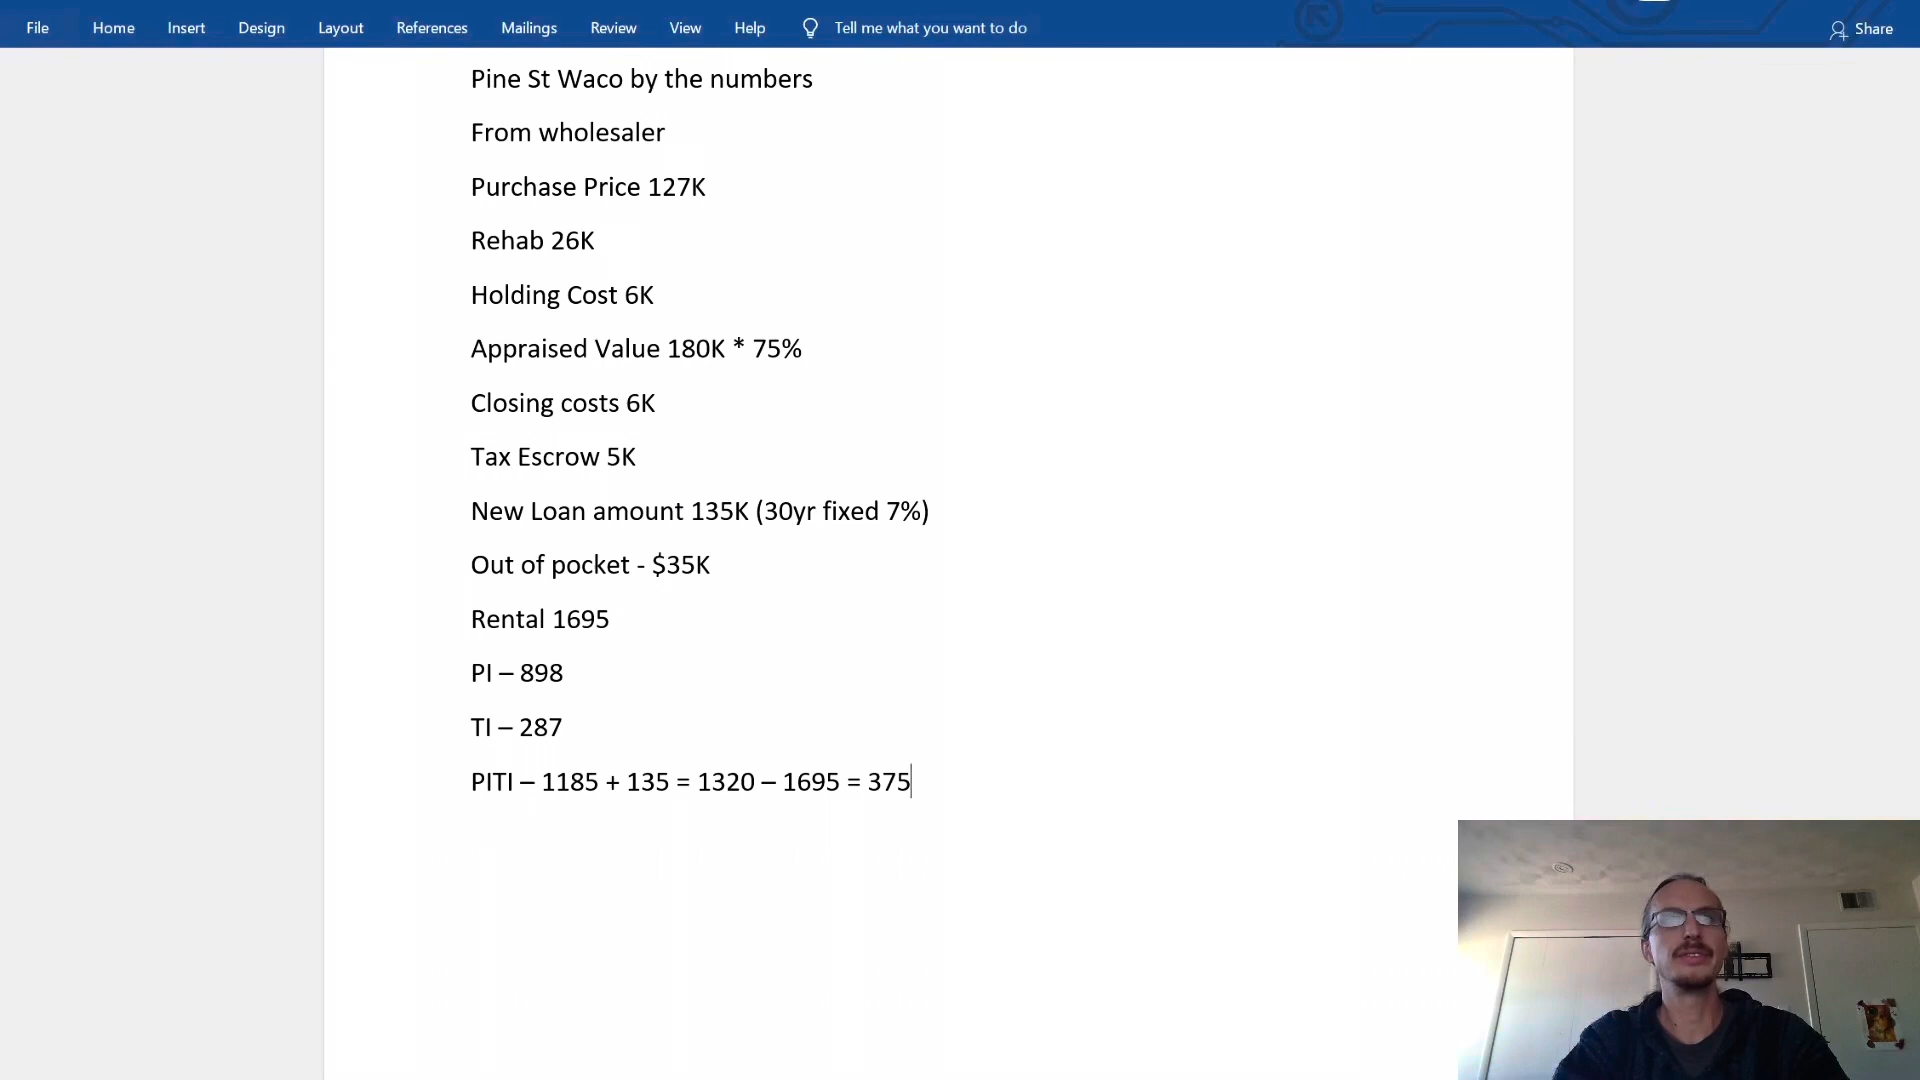 File Home Insert Design Layout References Mailings Review View Help Tell me what you want to do Share
Pine St Waco by the numbers
From wholesaler
Purchase Price 127K
Rehab 26K
Holding Cost 6K
Appraised Value 180K * 75%
Closing costs 6K
Tax Escrow 5K
New Loan amount 135K (30yr fixed 7%)
Out of pocket - $35K
Rental 1695
PI – 898
TI – 287
PITI – 1185 + 135 = 1320 – 1695 = 375